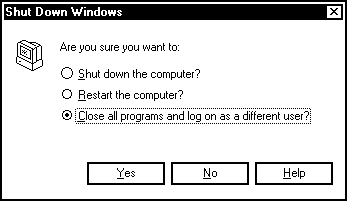 Shut Down Windows
Are you sure you want to:
Shut down the computer?
Restart the computer?
Close all programs and log on as a different user?
Yes No Help